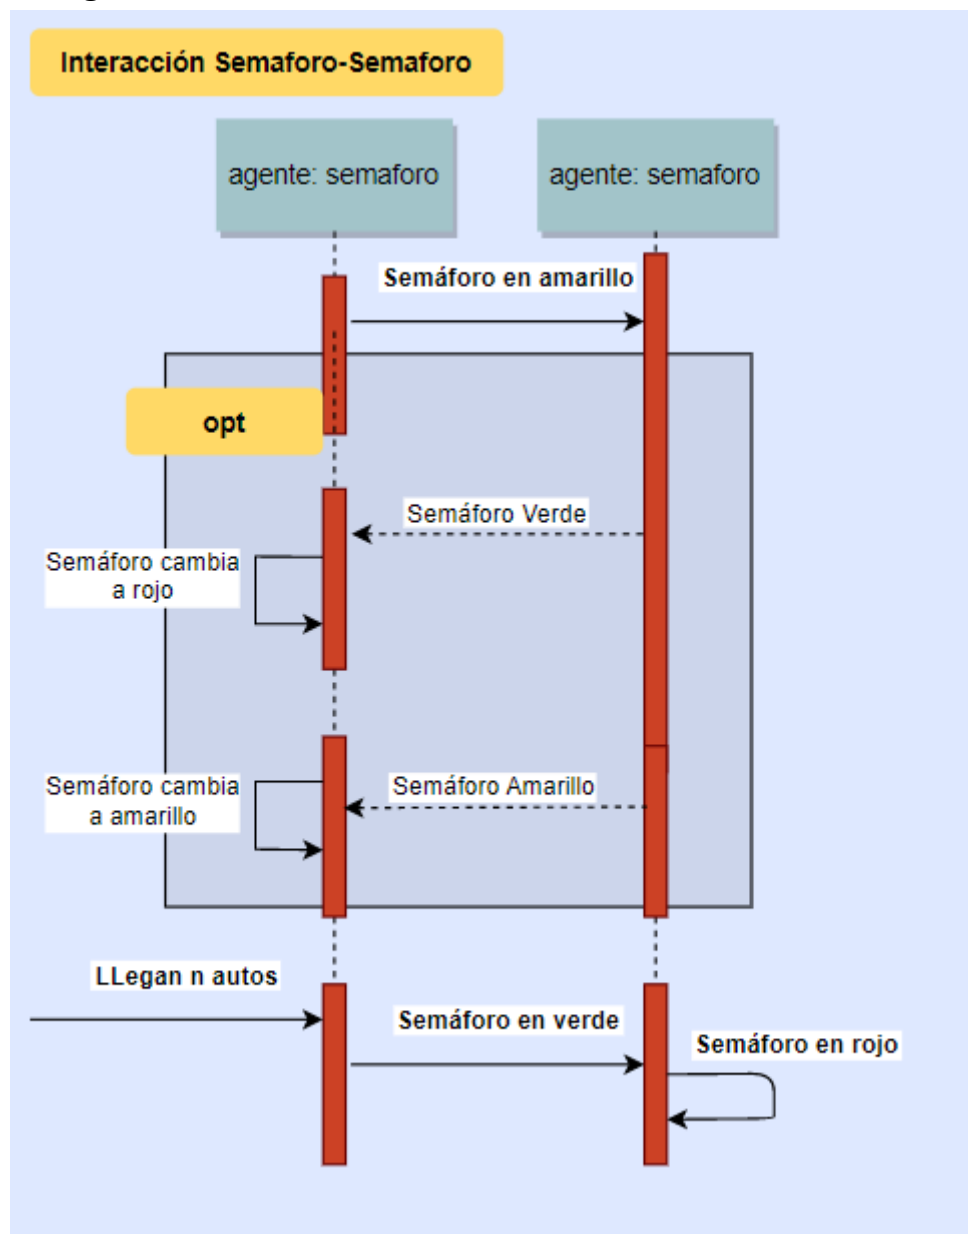 Interacción Semaforo-Semaforo
agente: semaforo
agente: semaforo
Semáforo en amarillo
opt
Semáforo Verde
Semáforo cambia
a rojo
Semáforo cambia
a amarillo
Semáforo Amarillo
LLegan n autos
Semáforo en verde
Semáforo en rojo